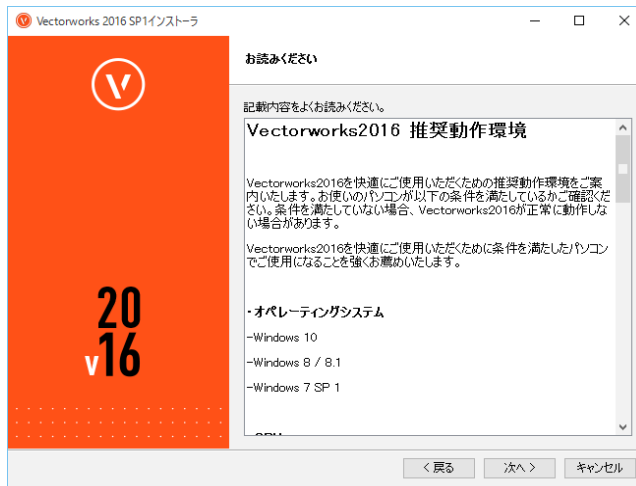 Vectorworks 2016 SP1インストーラ
お読みください
記載内容をよくお読みください。
Vectorworks2016 推奨動作環境
Vectorworks2016を快適にご使用いただくための推奨動作環境をご案
内いたします。お使いのパソコンが以下の条件を満たしているかご確認くだ
さい。条件を満たしていない場合、Vectorworks2016が正常に動作しな
い場合があります。
Vectorworks2016を快適にご使用いただくために条件を満たしたパソコン
でご使用になることを強くお薦めいたします。
・オペレーティングシステム
-Windows 10
-Windows 8 / 8.1
-Windows 7 SP 1
20
v16
< 戻る
次へ >
キャンセル